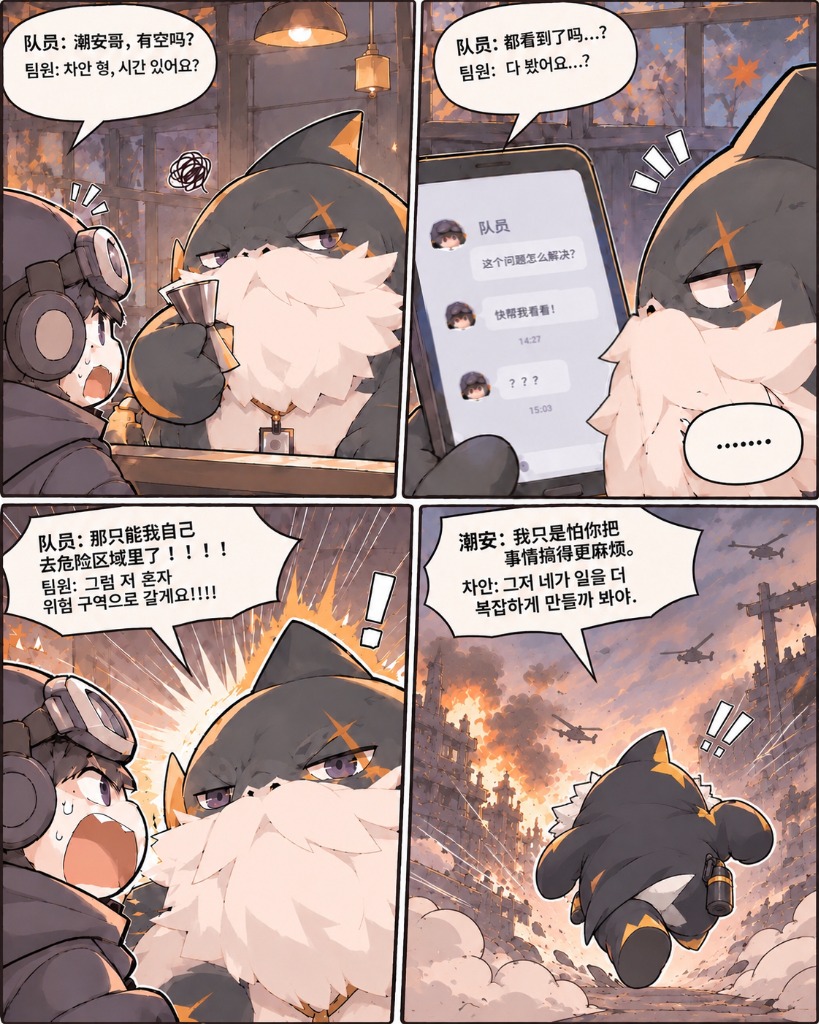 队员：潮安哥，有空吗？
팀원: 차안 형, 시간 있어요?
队员：都看到了吗...？
팀원: 다 봤어요...?
队员
这个问题怎么解决？
快帮我看看！
14:27
？？？
15:03
.......
队员：那只能我自己
去危险区域里了！！！！
팀원: 그럼 저 혼자
위험 구역으로 갈게요!!!!
!
潮安：我只是怕你把
事情搞得更麻烦。
차안: 그저 네가 일을 더
복잡하게 만들까 봐야.
!!